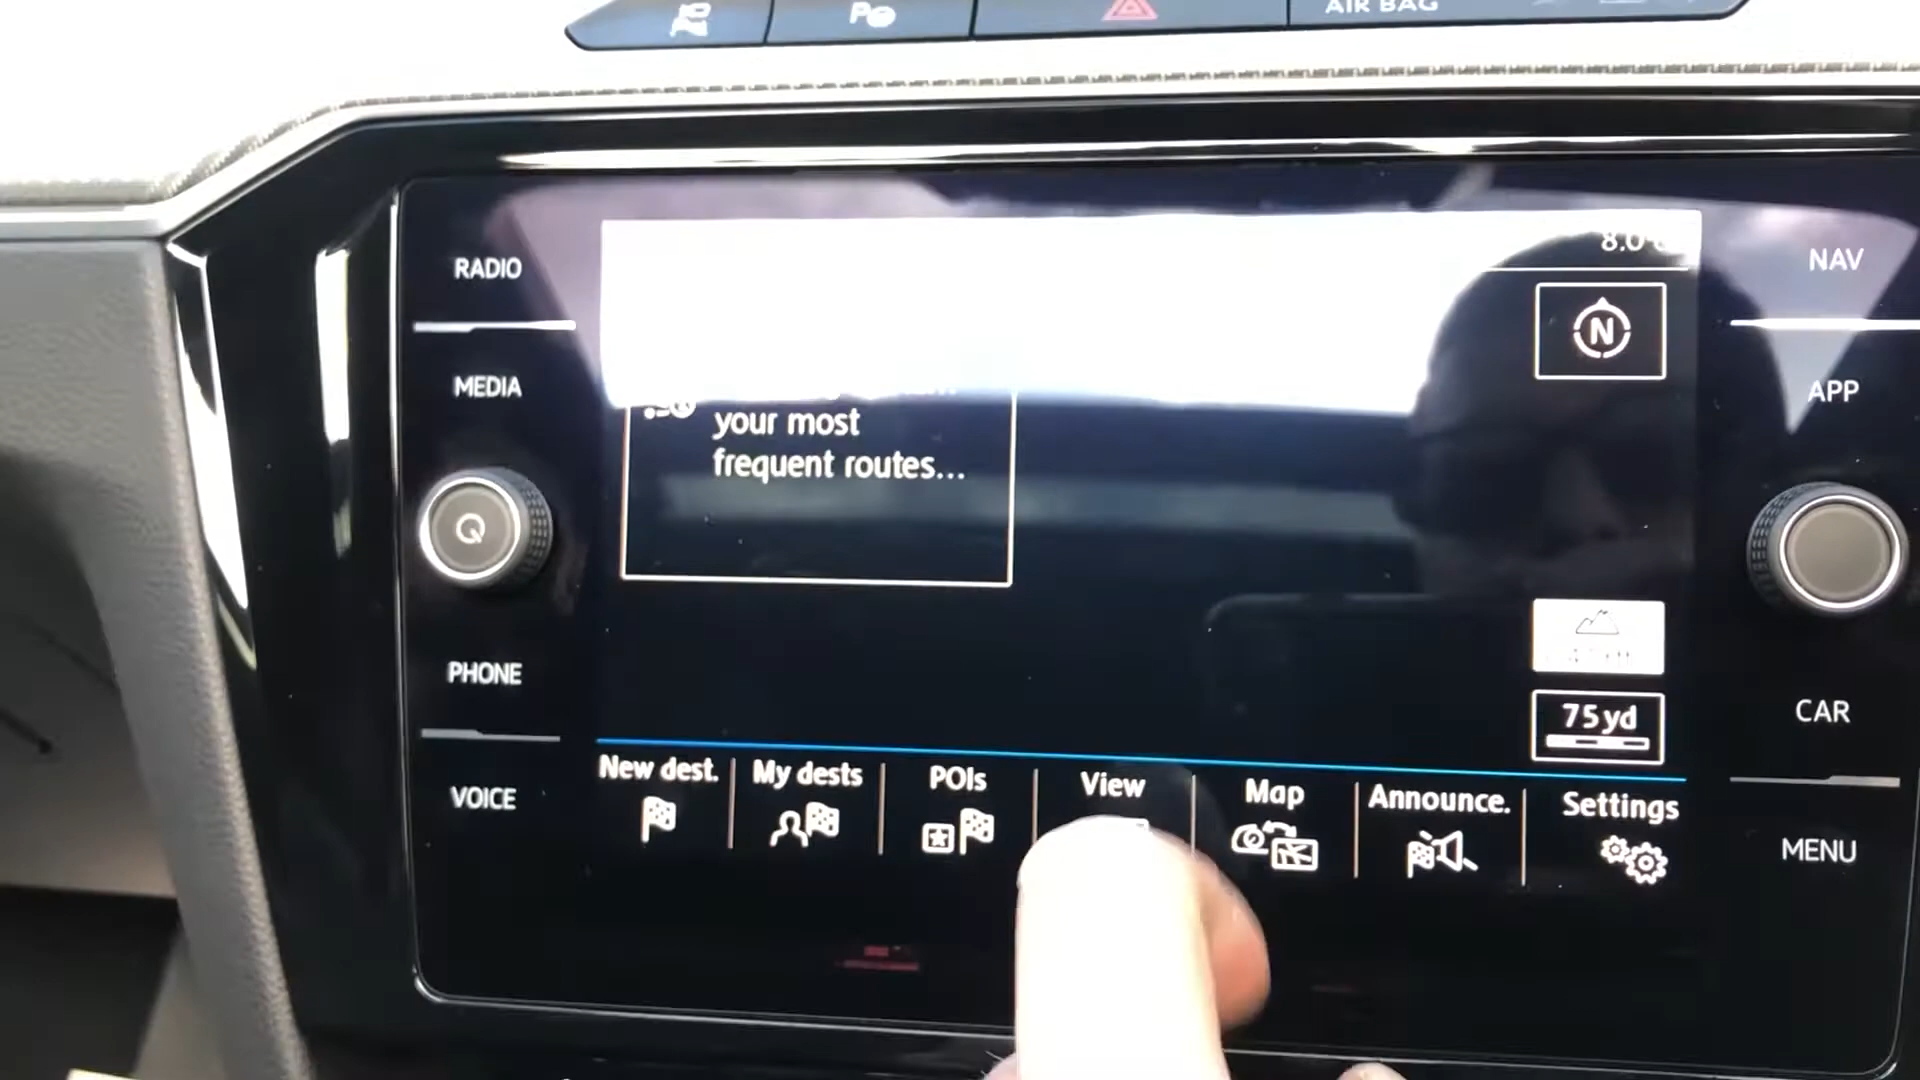 AIR BAG
RADIO
MEDIA
PHONE
VOICE
8.0
N
your most
frequent routes...
75 yd
New dest.
My dests
POIs
View
Map
Announce.
Settings
NAV
APP
CAR
MENU